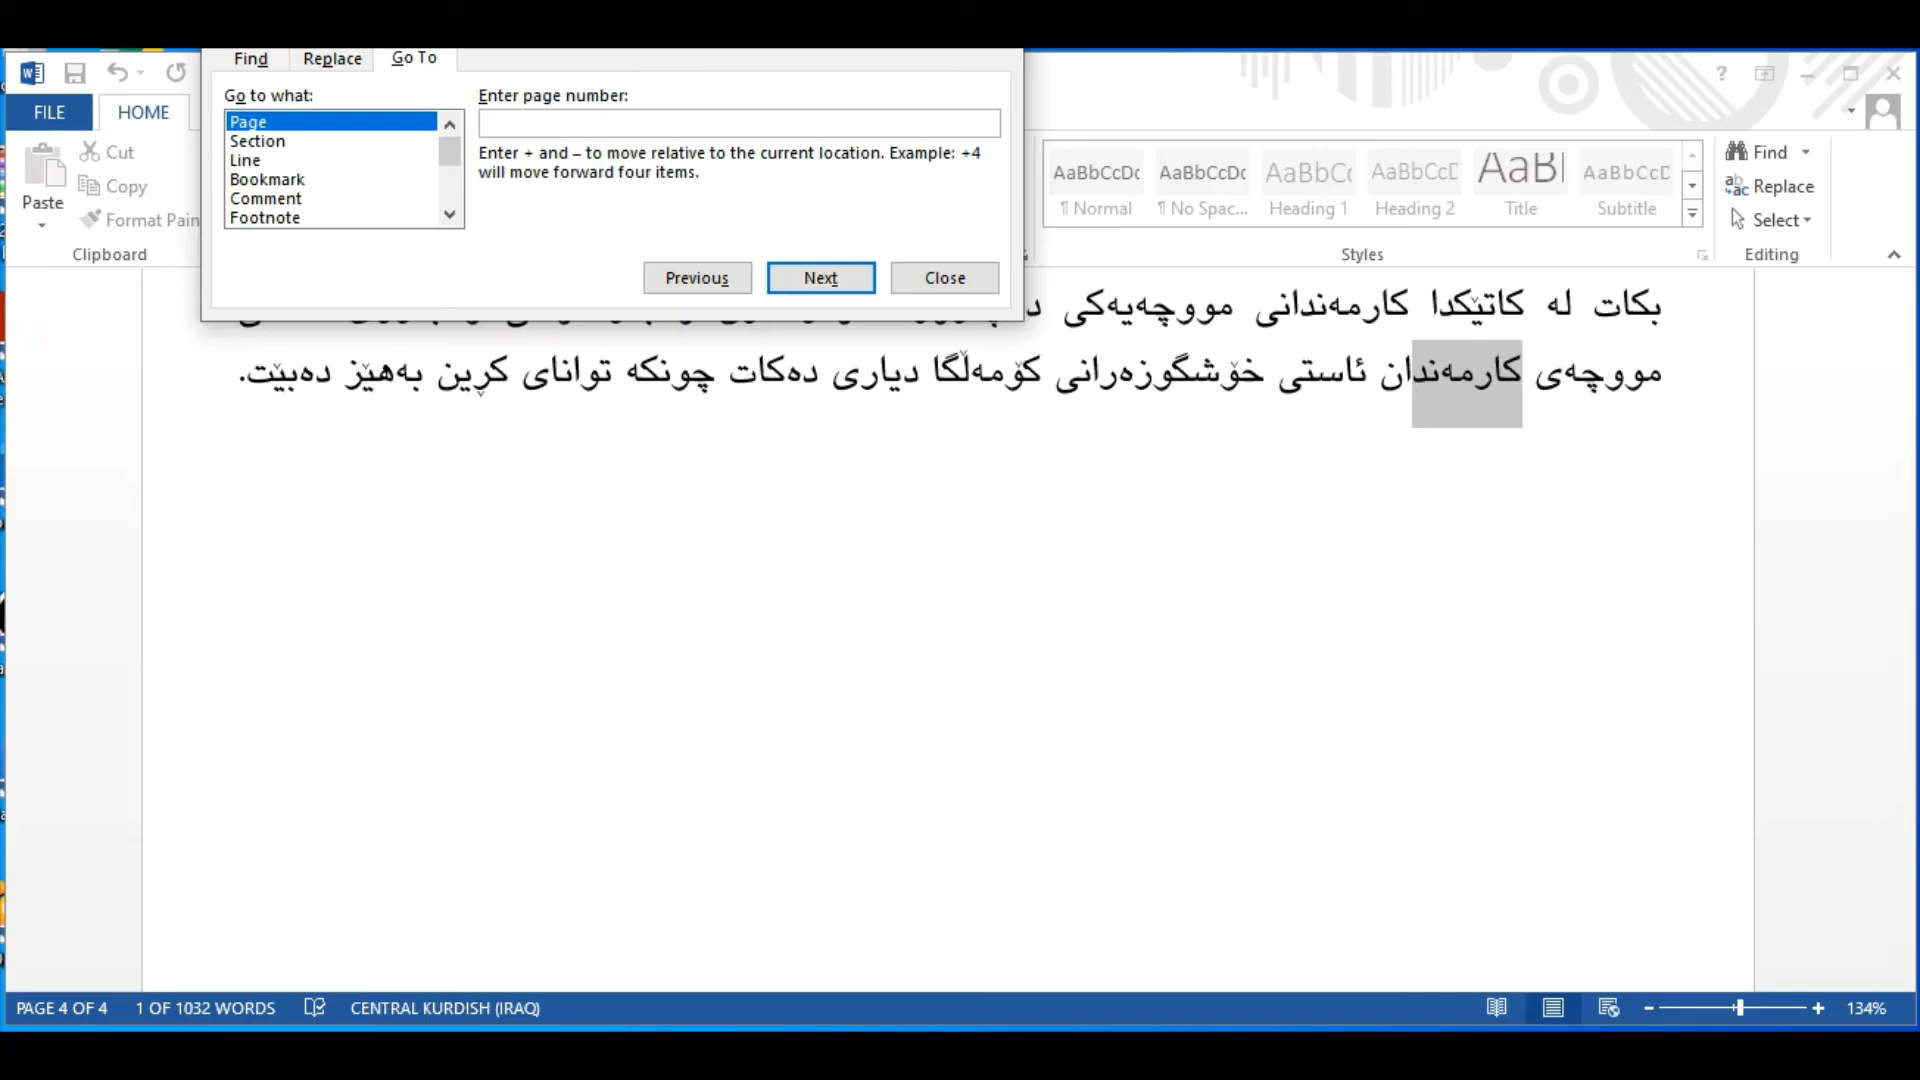 Find
Replace
Go To
FILE
HOME
Go to what:
Page
Section
Line
Bookmark
Comment
Footnote
Enter page number:
Enter + and – to move relative to the current location. Example: +4
will move forward four items.
Previous
Next
Close
Paste
Cut
Copy
Format Pain
Clipboard
AaBbCcDc
¶ Normal
AaBbCcDc
¶ No Spac...
AaBbCc
Heading 1
AaBbCcD
Heading 2
AaBl
Title
AaBbCcD
Subtitle
Styles
Find
Replace
Select
Editing
بکات لە کاتێکدا کارمەندانی مووچەیەکی
مووچەی کارمەندان ئاستی خۆشگوزەرانی کۆمەڵگا دیاری دەکات چونکە توانای کڕین بەهێز دەبێت.
PAGE 4 OF 4
1 OF 1032 WORDS
CENTRAL KURDISH (IRAQ)
134%